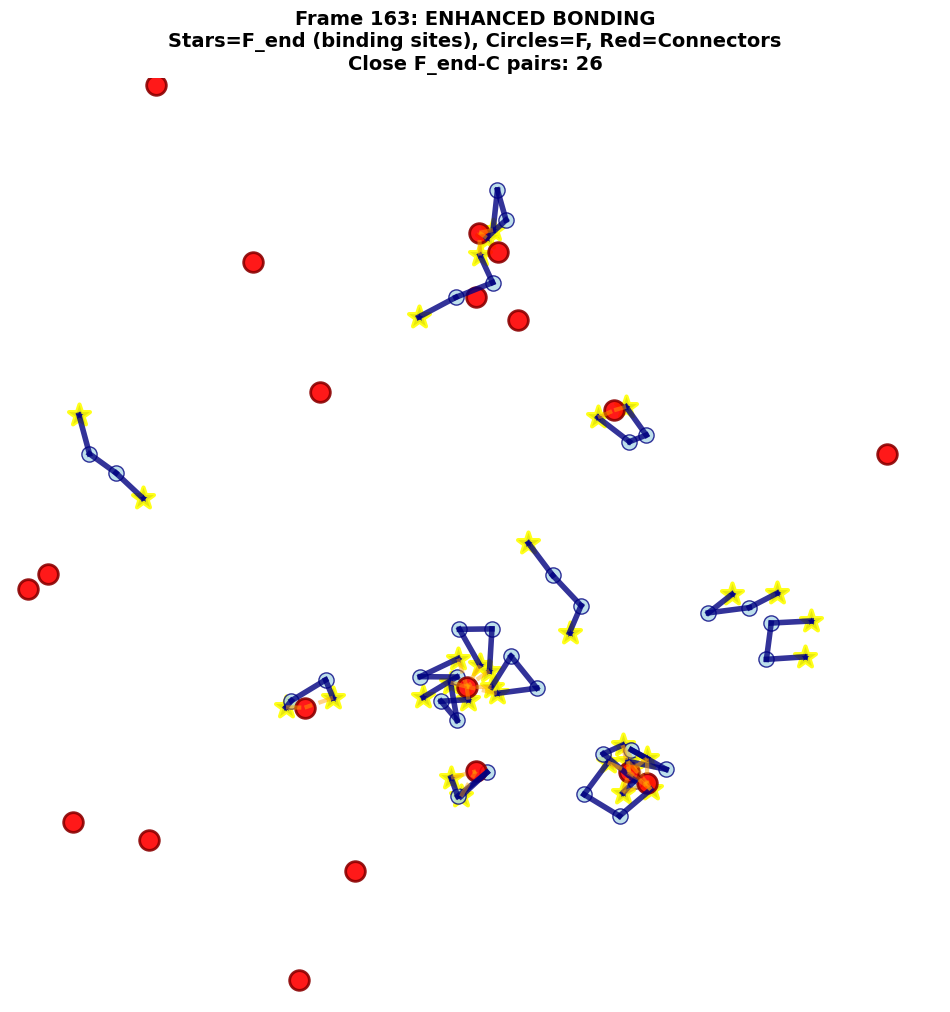 Frame 163: ENHANCED BONDING
Stars=F_end (binding sites), Circles=F, Red=Connectors
Close F_end-C pairs: 26